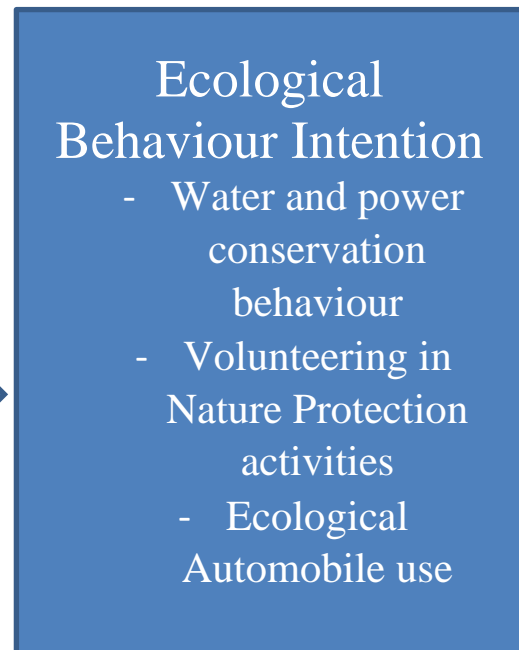 Ecological
Behaviour Intention
- Water and power
conservation
behaviour
- Volunteering in
Nature Protection
activities
- Ecological
Automobile use